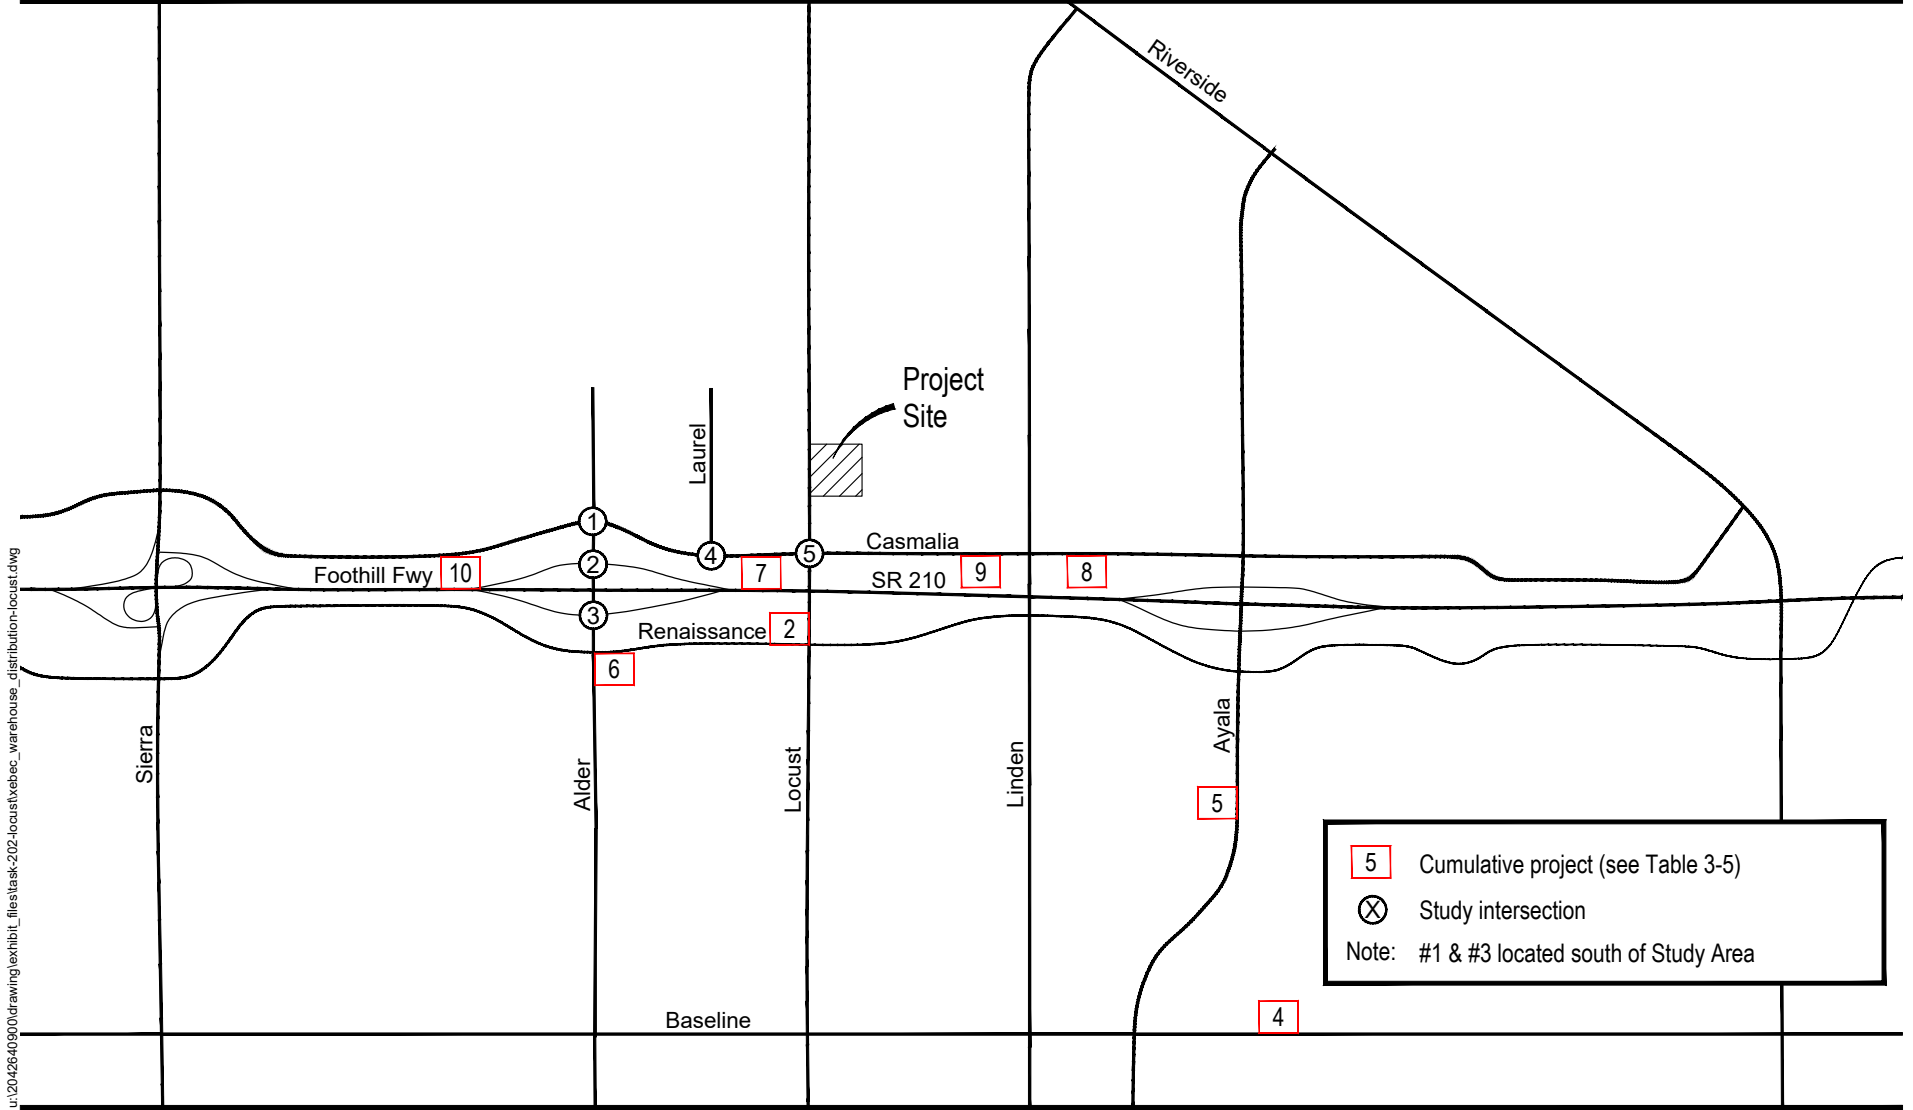 Riverside
Project
Site
Laurel
1
4
5
Casmalia
2
Foothill Fwy
10
7
9
8
SR 210
3
Renaissance
2
6
Sierra
Alder
Locust
Linden
Ayala
5
5 Cumulative project (see Table 3-5)
X Study intersection
Note: #1 & #3 located south of Study Area
4
Baseline
u:\2042640900\drawing\exhibit_files\task-202-locust\xebec_warehouse_distribution-locust.dwg